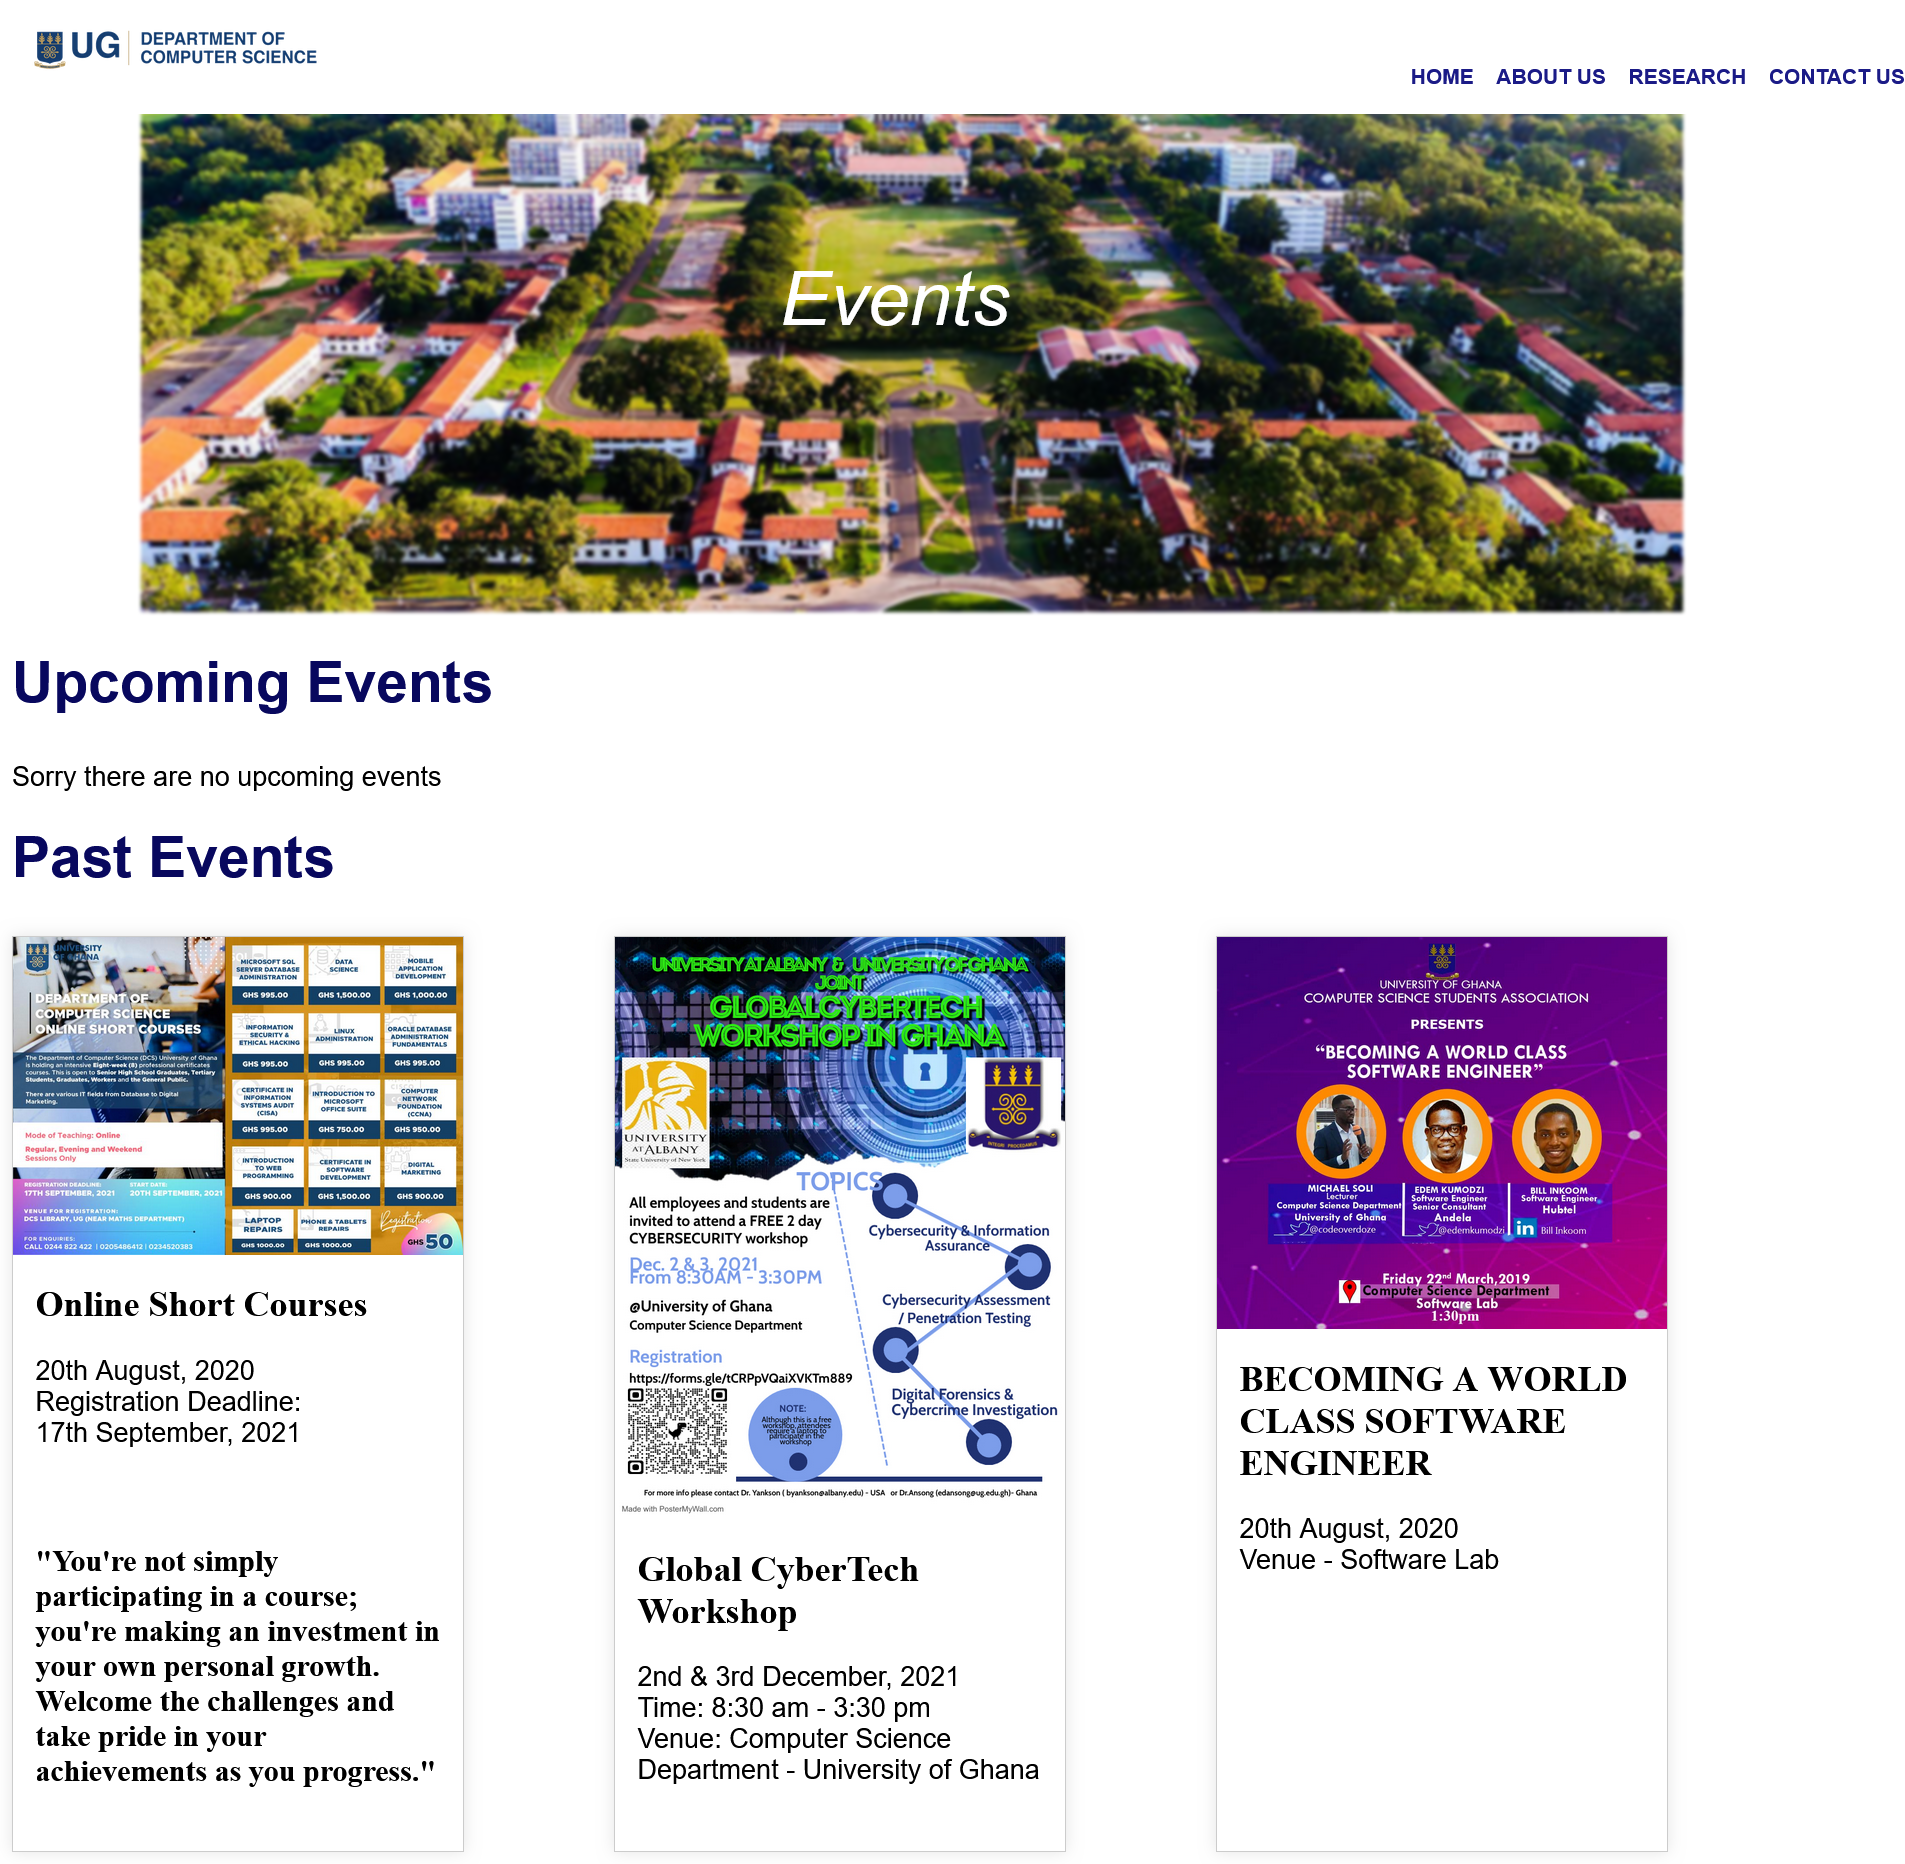 UG
DEPARTMENT OF
COMPUTER SCIENCE
HOME ABOUT US RESEARCH CONTACT US
Events
Upcoming Events
Sorry there are no upcoming events
Past Events
UNIVERSITY
OF GHANA
DEPARTMENT OF
COMPUTER SCIENCE
ONLINE SHORT COURSES
The Department of Computer Science (DCS) University of Ghana
is holding an intensive Eight-week (8) professional certificates
courses. This is open to Senior High School Graduates, Tertiary
Students, Graduates, Workers and the General Public.
There are various IT fields from Database to Digital
Marketing.
Mode of Teaching: Online
Regular, Evening and Weekend
Sessions Only
REGISTRATION DEADLINE: START DATE:
17TH SEPTEMBER, 2021 20TH SEPTEMBER, 2021
VENUE FOR REGISTRATION:
DCS LIBRARY, UG (NEAR MATHS DEPARTMENT)
FOR ENQUIRIES:
CALL 0244 822 422 | 0205486412 | 0234520383
MICROSOFT SQL
SERVER DATABASE
ADMINISTRATION
GHS 995.00
DATA
SCIENCE
GHS 1,500.00
MOBILE
APPLICATION
DEVELOPMENT
GHS 1,000.00
INFORMATION
SECURITY &
ETHICAL HACKING
GHS 995.00
LINUX
ADMINISTRATION
GHS 995.00
ORACLE DATABASE
ADMINISTRATION
FUNDAMENTALS
GHS 995.00
CERTIFICATE IN
INFORMATION
SYSTEMS AUDIT
(CISA)
GHS 995.00
INTRODUCTION TO
MICROSOFT
OFFICE SUITE
GHS 750.00
COMPUTER
NETWORK
FOUNDATION
(CCNA)
GHS 950.00
INTRODUCTION
TO WEB
PROGRAMMING
GHS 900.00
CERTIFICATE IN
SOFTWARE
DEVELOPMENT
GHS 1,500.00
DIGITAL
MARKETING
GHS 900.00
LAPTOP
REPAIRS
GHS 1000.00
PHONE & TABLETS
REPAIRS
GHS 1000.00
Registration
GHS 50
Online Short Courses
20th August, 2020
Registration Deadline:
17th September, 2021
"You're not simply
participating in a course;
you're making an investment in
your own personal growth.
Welcome the challenges and
take pride in your
achievements as you progress."
UNIVERSITY AT ALBANY & UNIVERSITY OF GHANA
JOINT
GLOBALCYBERTECH
WORKSHOP IN GHANA
UNIVERSITY
AT ALBANY
State University of New York
INTEGRI PROCEDAMUS
TOPICS
All employees and students are
invited to attend a FREE 2 day
CYBERSECURITY workshop
Dec. 2 & 3, 2021
From 8:30AM - 3:30PM
@University of Ghana
Computer Science Department
Registration
https://forms.gle/tCRPpVQaiXVKTm889
NOTE:
Although this is a free
workshop, attendees
require a laptop to
participate in the
workshop
Cybersecurity & Information
Assurance
Cybersecurity Assessment
/ Penetration Testing
Digital Forensics &
Cybercrime Investigation
For more info please contact Dr. Yankson ( byankson@albany.edu) - USA or Dr.Ansong (edansong@ug.edu.gh)- Ghana
Made with PosterMyWall.com
Global CyberTech
Workshop
2nd & 3rd December, 2021
Time: 8:30 am - 3:30 pm
Venue: Computer Science
Department - University of Ghana
UNIVERSITY OF GHANA
COMPUTER SCIENCE STUDENTS ASSOCIATION
PRESENTS
“BECOMING A WORLD CLASS
SOFTWARE ENGINEER”
MICHAEL SOLI
Lecturer
Computer Science Department
University of Ghana
@codeoverdoze
EDEM KUMODZI
Software Engineer
Senior Consultant
Andela
@edemkumodzi
BILL INKOOM
Software Engineer
Hubtel
in Bill Inkoom
Friday 22nd March,2019
Computer Science Department
Software Lab
1:30pm
BECOMING A WORLD
CLASS SOFTWARE
ENGINEER
20th August, 2020
Venue - Software Lab